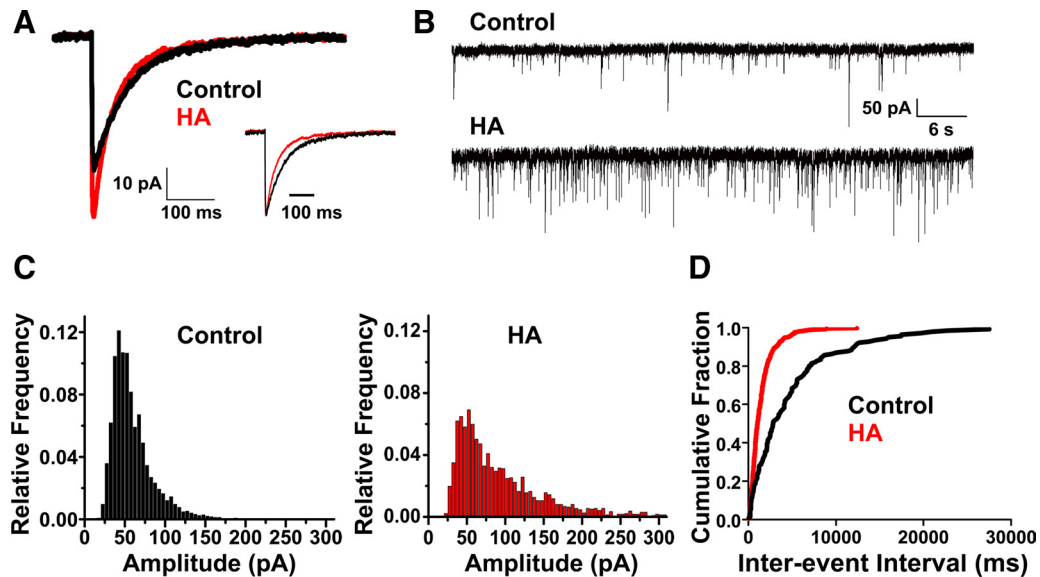 A
Control
HA
10 pA
100 ms
100 ms
B
Control
50 pA
6 s
HA
C
Relative Frequency
0.12
0.08
0.04
0.00
Control
0 50 100 150 200 250 300
Amplitude (pA)
Relative Frequency
0.12
0.08
0.04
0.00
HA
0 50 100 150 200 250 300
Amplitude (pA)
D
Cumulative Fraction
1.0
0.8
0.6
0.4
0.2
0.0
Control
HA
0 10000 20000 30000
Inter-event Interval (ms)